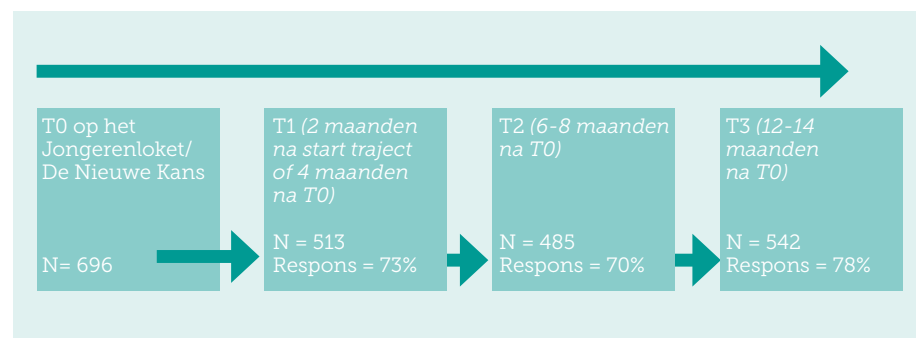 T0 op het
Jongerenloket/
De Nieuwe Kans
N= 696
T1 (2 maanden
na start traject
of 4 maanden
na T0)
N = 513
Respons = 73%
T2 (6-8 maanden
na T0)
N = 485
Respons = 70%
T3 (12-14
maanden
na T0)
N = 542
Respons = 78%